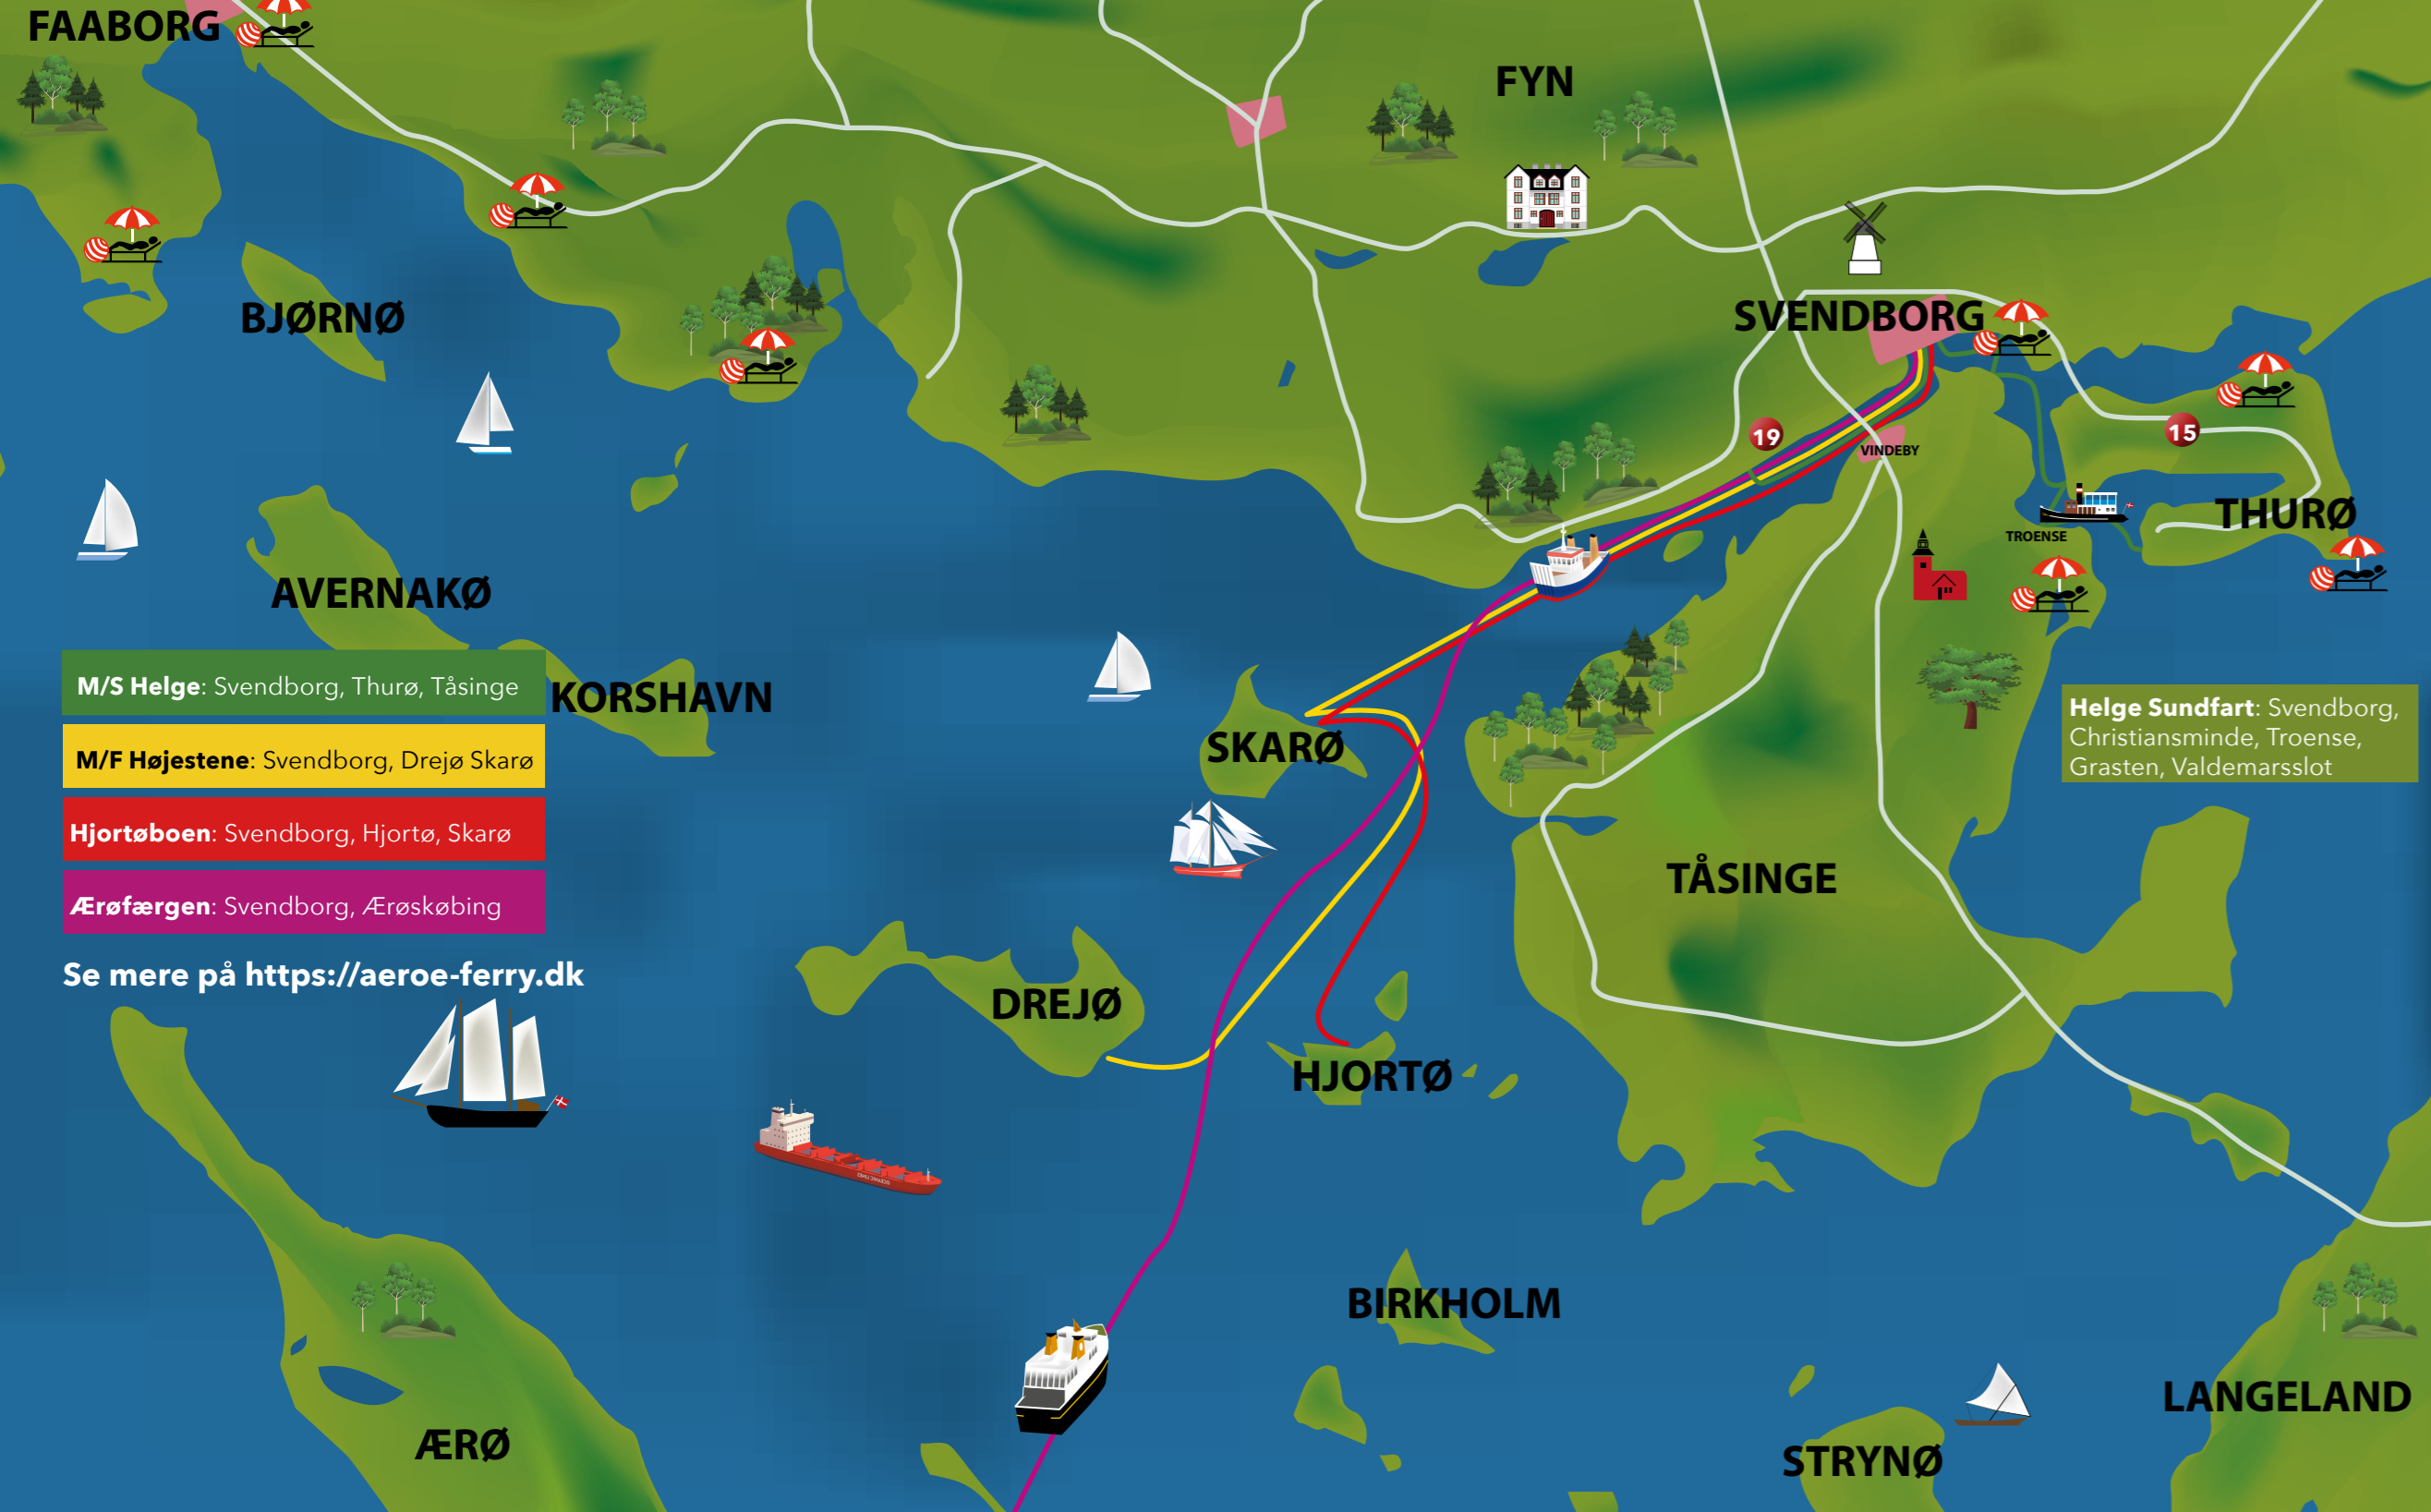 FAABORG
FYN
BJØRNØ
SVENDBORG
19
15
VINDEBY
THURØ
TROENSE
AVERNAKØ
M/S Helge: Svendborg, Thurø, Tåsinge
KORSHAVN
M/F Højestene: Svendborg, Drejø Skarø
Hjortøboen: Svendborg, Hjortø, Skarø
Ærøfærgen: Svendborg, Ærøskøbing
Se mere på https://aeroe-ferry.dk
Helge Sundfart: Svendborg,
Christiansminde, Troense,
Grasten, Valdemarsslot
SKARØ
TÅSINGE
DREJØ
HJORTØ
BIRKHOLM
LANGELAND
ÆRØ
STRYNØ